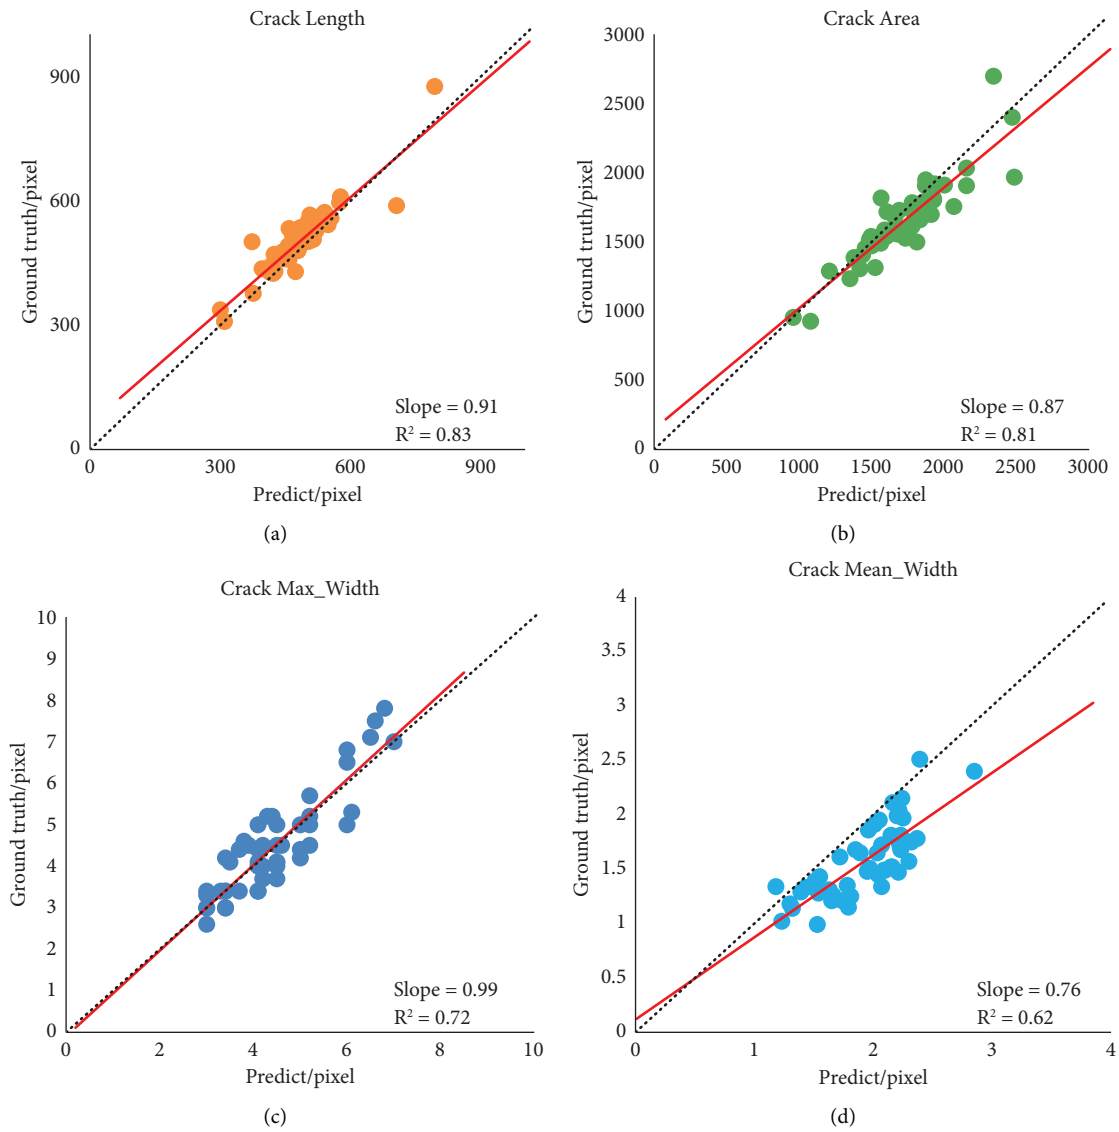 Crack Length
Ground truth/pixel
900
600
300
0
0 300 600 900
Slope = 0.91
R² = 0.83
Predict/pixel
(a)
Crack Area
Ground truth/pixel
3000
2500
2000
1500
1000
500
0
0 500 1000 1500 2000 2500 3000
Slope = 0.87
R² = 0.81
Predict/pixel
(b)
Crack Max_Width
Ground truth/pixel
10
9
8
7
6
5
4
3
2
1
0
0 2 4 6 8 10
Slope = 0.99
R² = 0.72
Predict/pixel
(c)
Crack Mean_Width
Ground truth/pixel
4
3.5
3
2.5
2
1.5
1
0.5
0
0 1 2 3 4
Slope = 0.76
R² = 0.62
Predict/pixel
(d)